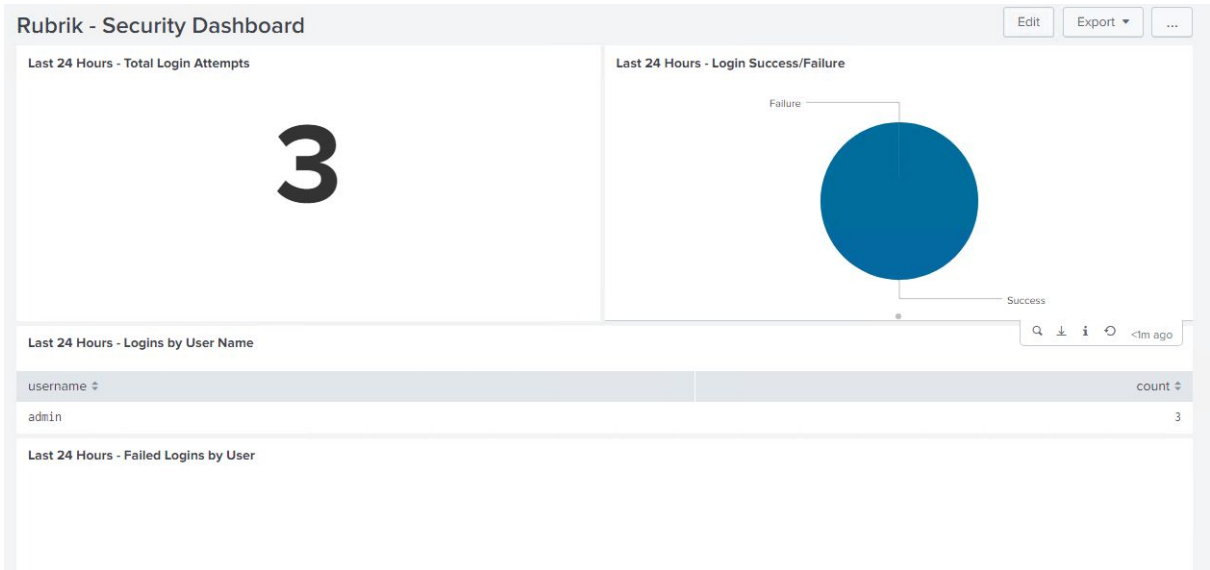 Rubrik - Security Dashboard
Edit
Export
...
Last 24 Hours - Total Login Attempts
3
Last 24 Hours - Login Success/Failure
Failure
Success
<1m ago
Last 24 Hours - Logins by User Name
username
count
admin
3
Last 24 Hours - Failed Logins by User